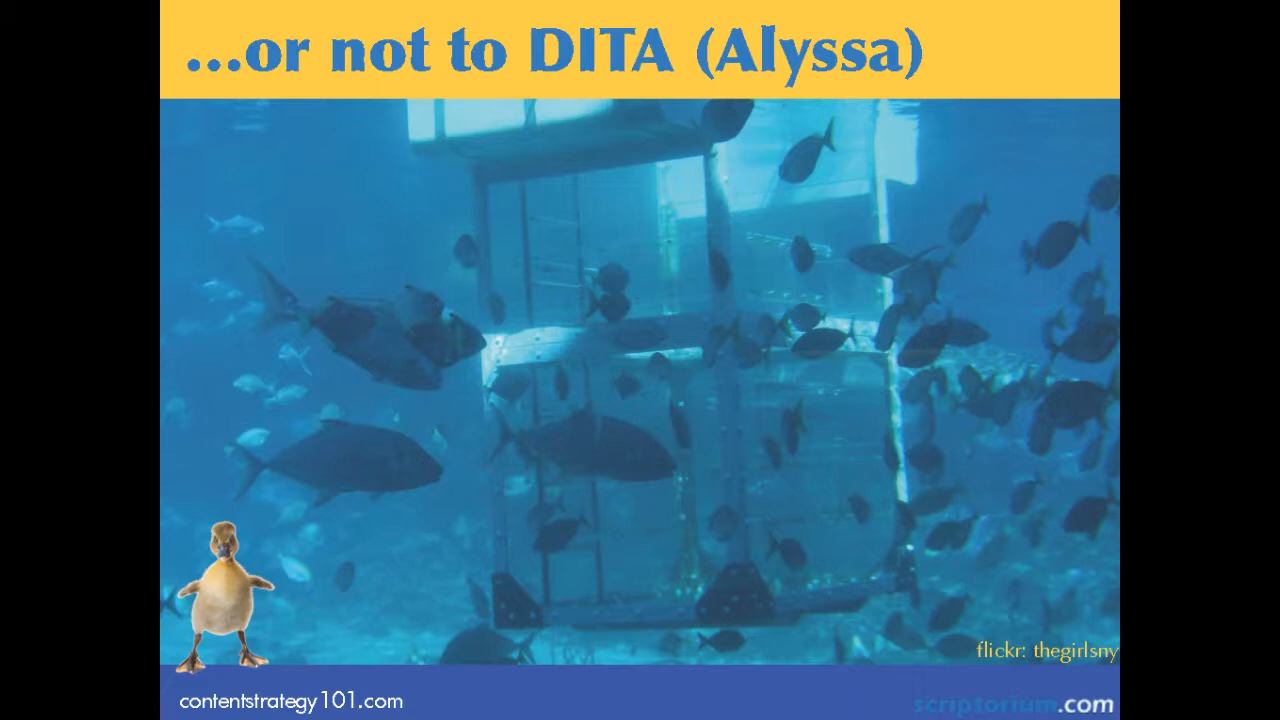 ...or not to DITA (Alyssa)
flickr: thegirlsny
contentstrategy101.com
scriptorium.com